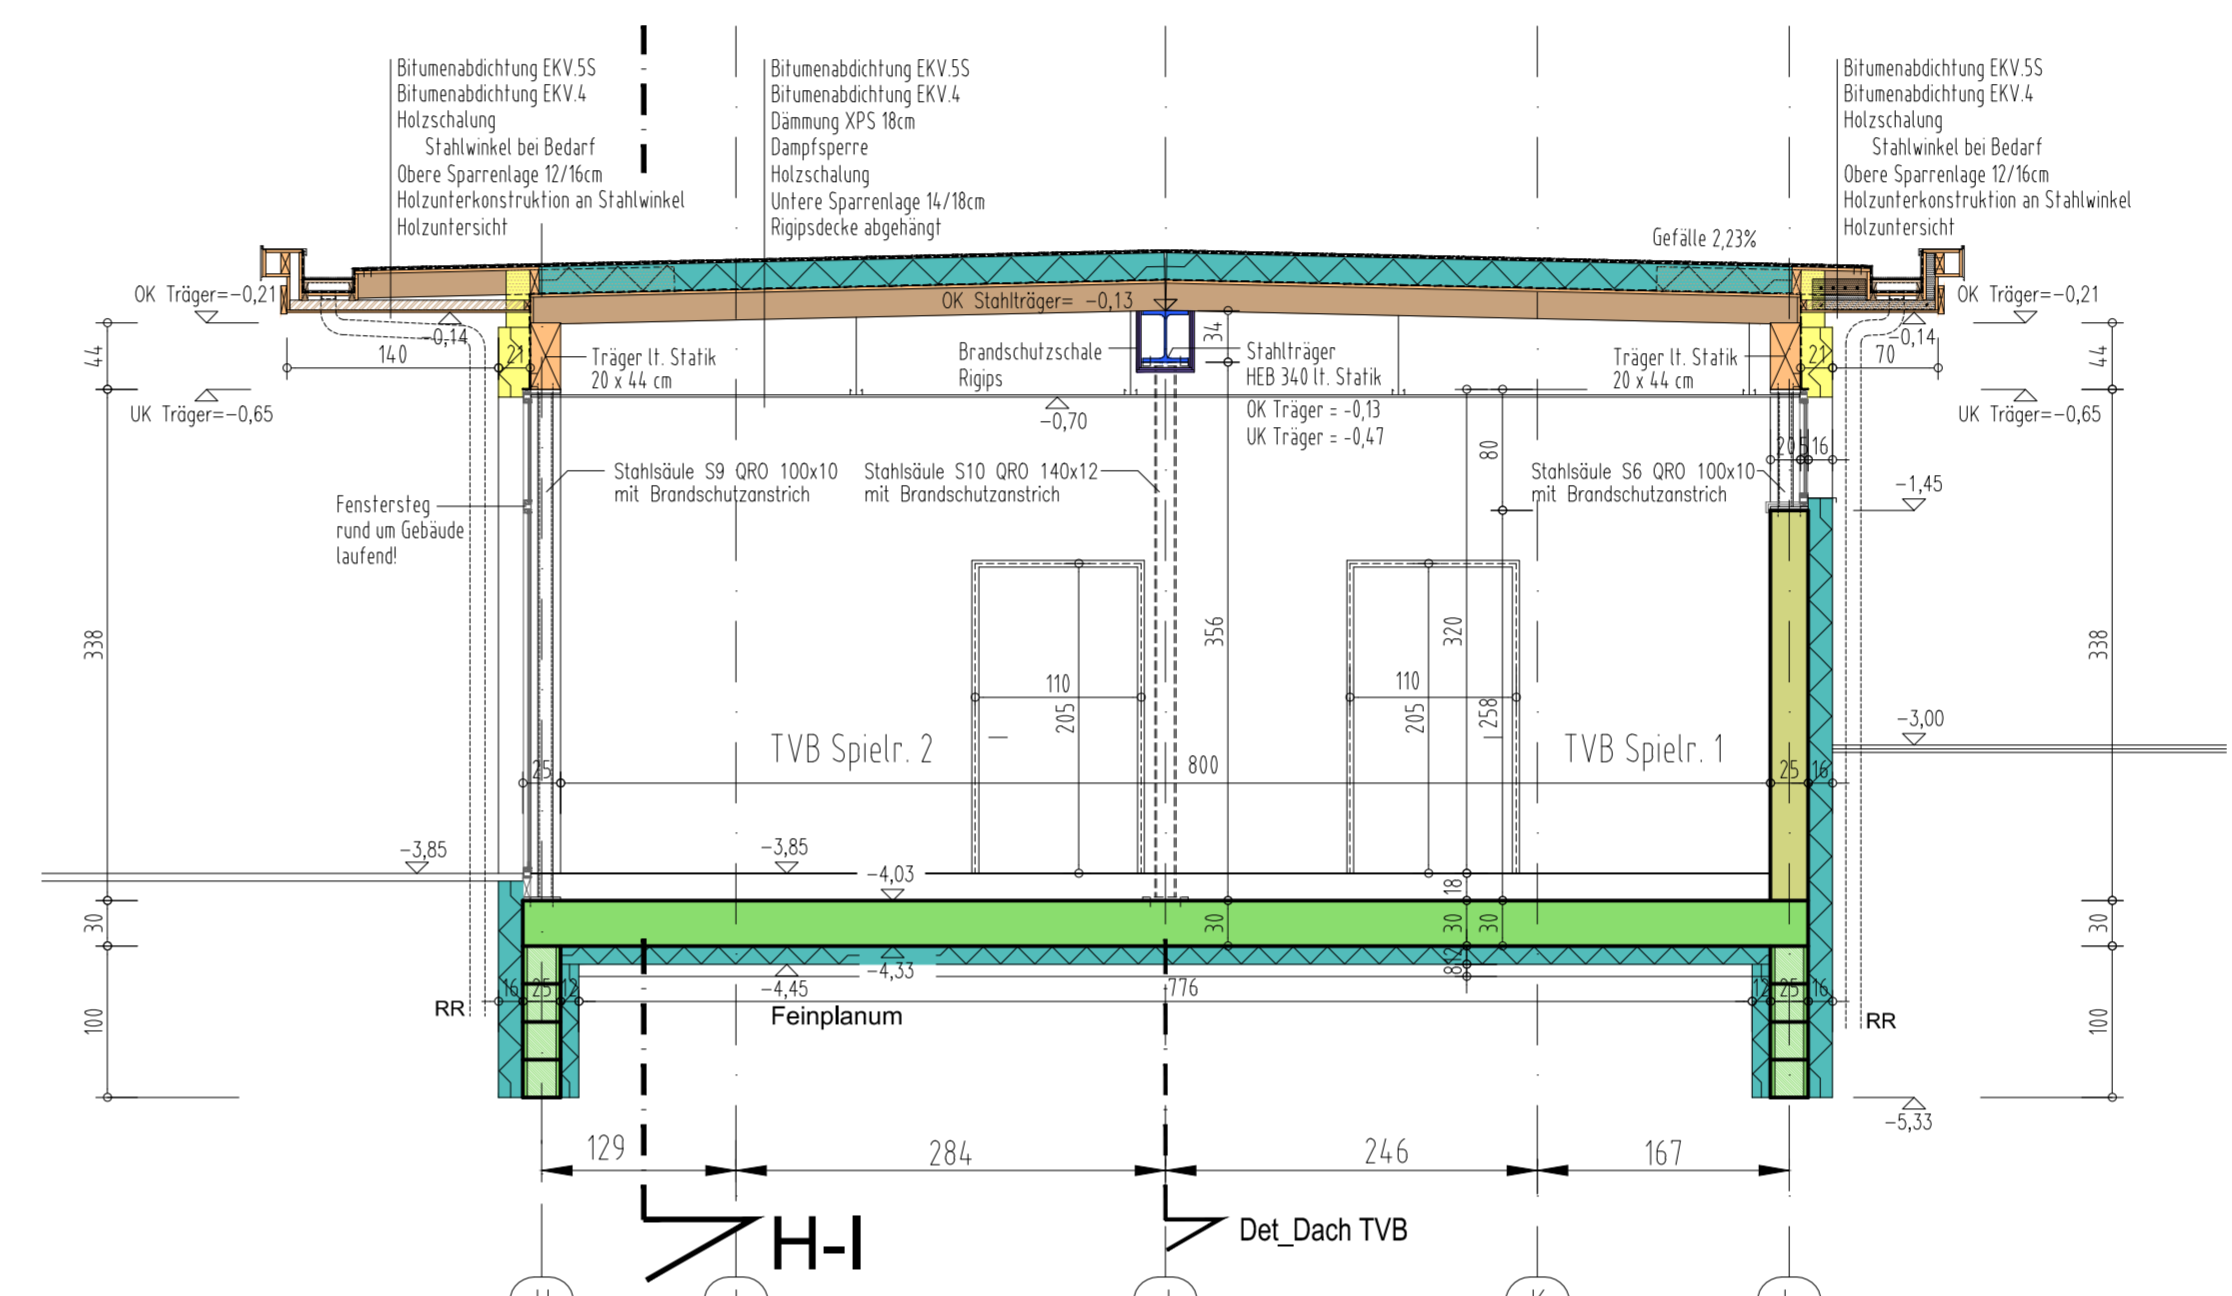 Bitumenabdichtung EKV.5S
Bitumenabdichtung EKV.4
Holzschalung
Stahlwinkel bei Bedarf
Obere Sparrenlage 12/16cm
Holzunterkonstruktion an Stahlwinkel
Holzuntersicht
Bitumenabdichtung EKV.5S
Bitumenabdichtung EKV.4
Dämmung XPS 18cm
Dampfsperre
Holzschalung
Untere Sparrenlage 14/18cm
Rigipsdecke abgehängt
Bitumenabdichtung EKV.5S
Bitumenabdichtung EKV.4
Holzschalung
Stahlwinkel bei Bedarf
Obere Sparrenlage 12/16cm
Holzunterkonstruktion an Stahlwinkel
Holzuntersicht
Gefälle 2,23%
OK Träger=-0,21
OK Stahlträger= -0,13
OK Träger=-0,21
-0,14
-0,14
44
140
21
34
21
70
44
Träger lt. Statik
20 x 44 cm
Brandschutzschale
Rigips
Stahlträger
HEB 340 lt. Statik
OK Träger = -0,13
UK Träger = -0,47
Träger lt. Statik
20 x 44 cm
UK Träger=-0,65
-0,70
UK Träger=-0,65
80
20
5
16
Stahlsäule S9 QRO 100x10
mit Brandschutzanstrich
Stahlsäule S10 QRO 140x12
mit Brandschutzanstrich
Stahlsäule S6 QRO 100x10
mit Brandschutzanstrich
-1,45
Fenstersteg
rund um Gebäude
laufend!
338
356
320
338
110
205
110
205
258
-3,00
TVB Spielr. 2
TVB Spielr. 1
25
800
25
16
-3,85
-3,85
-4,03
18
30
30
30
30
30
-4,33
12
8
16
25
12
-4,45
776
12
25
16
RR
Feinplanum
RR
100
100
-5,33
129
284
246
167
H-I
Det_Dach TVB